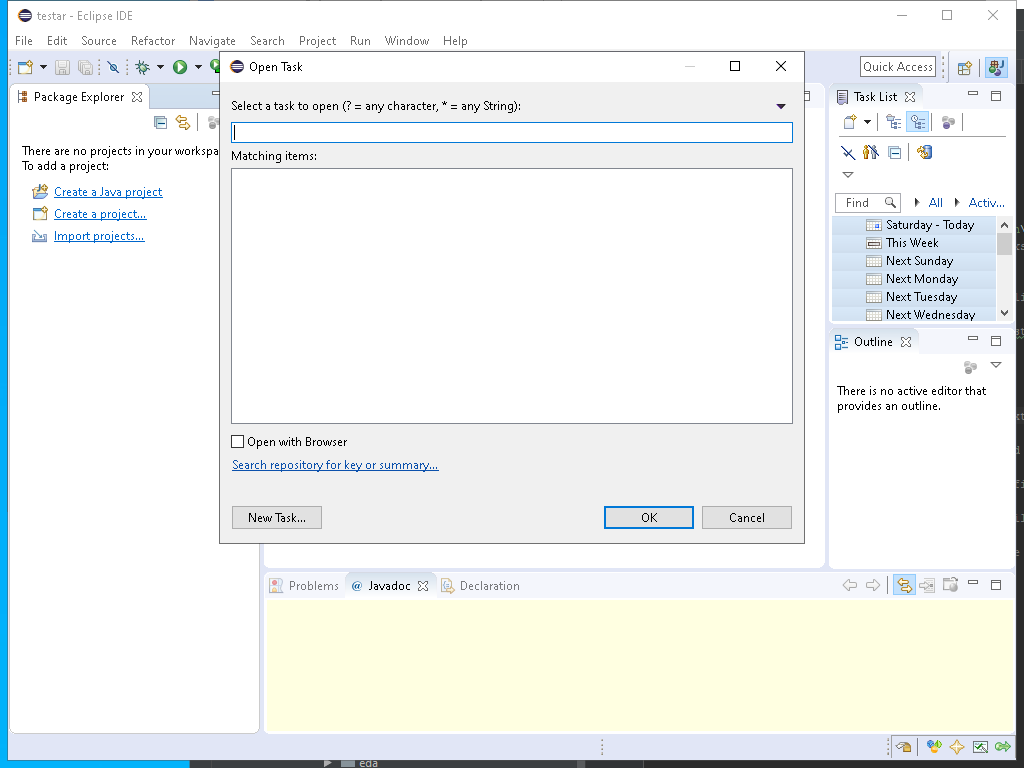 testar - Eclipse IDE
File Edit Source Refactor Navigate Search Project Run Window Help
Quick Access
Package Explorer
There are no projects in your workspa
To add a project:
Create a Java project
Create a project...
Import projects...
Open Task
Select a task to open (? = any character, * = any String):
Matching items:
Open with Browser
Search repository for key or summary...
New Task...
OK
Cancel
Task List
Find
All
Activ...
Saturday - Today
This Week
Next Sunday
Next Monday
Next Tuesday
Next Wednesday
Outline
There is no active editor that
provides an outline.
Problems
@ Javadoc
Declaration
eda